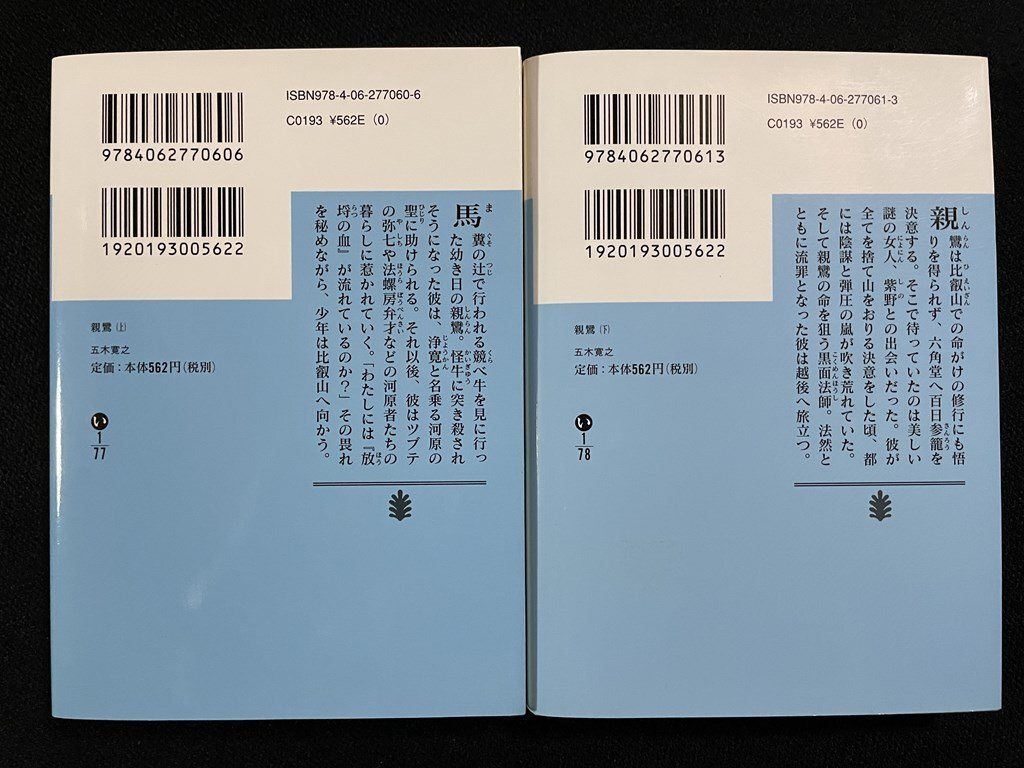 ISBN978-4-06-277060-6
C0193 ¥562E (0)
9784062770606
1920193005622
馬糞の辻で行われる競べ牛を見に行っ
た幼き日の親鸞。怪牛に突き殺され
そうになった彼は、浄寛と名乗る河原の
聖に助けられる。それ以後、彼はツブテ
の弥七や法螺房弁才などの河原者たちの
暮らしに惹かれていく。「わたしには『放
埒の血』が流れているのか?」その畏れ
を秘めながら、少年は比叡山へ向かう。
親鸞(上)
五木寛之
定価:本体562円(税別)
い
1
77
ISBN978-4-06-277061-3
C0193 ¥562E (0)
9784062770613
1920193005622
親鸞は比叡山での命がけの修行にも悟
りを得られず、六角堂へ百日参籠を
決意する。そこで待っていたのは美しい
謎の女人、紫野との出会いだった。彼が
全てを捨て山をおりる決意をした頃、都
には陰謀と弾圧の嵐が吹き荒れていた。
そして親鸞の命を狙う黒面法師。法然と
ともに流罪となった彼は越後へ旅立つ。
親鸞(下)
五木寛之
定価:本体562円(税別)
い
1
78